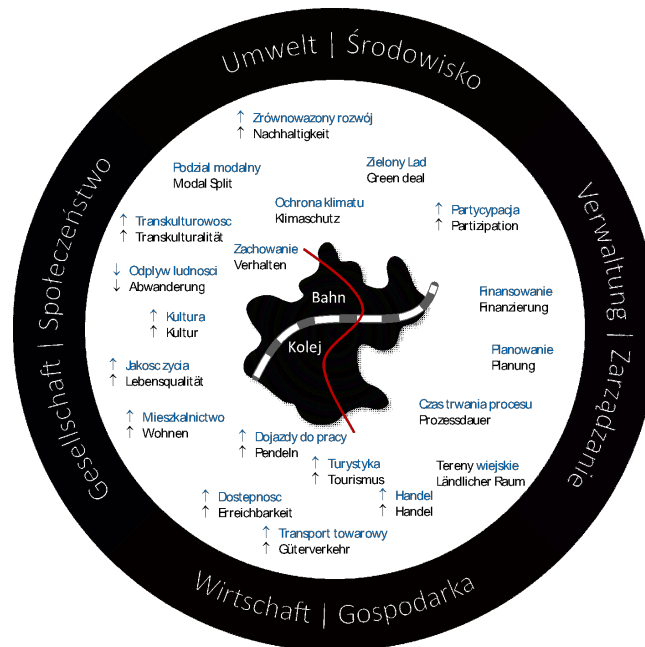 Umwelt | Środowisko
↑ Zrównowazony rozwój
↑ Nachhaltigkeit
Podzial modalny
Modal Split
Zielony Lad
Green deal
Ochrona klimatu
Klimaschutz
↑ Transkulturowosc
↑ Transkulturalität
↑ Partycypacja
↑ Partizipation
Zachowanie
Verhalten
↓ Odplyw ludnosci
↓ Abwanderung
Bahn
Kolej
Finansowanie
Finanzierung
↑ Kultura
↑ Kultur
Planowanie
Planung
↑ Jakosc zycia
↑ Lebensqualität
Czas trwania procesu
Prozessdauer
↑ Mieszkalnictwo
↑ Wohnen
↑ Dojazdy do pracy
↑ Pendeln
↑ Turystyka
↑ Tourismus
Tereny wiejskie
Ländlicher Raum
↑ Dostepnosc
↑ Erreichbarkeit
↑ Handel
↑ Handel
↑ Transport towarowy
↑ Güterverkehr
Gesellschaft | Społeczeństwo
Verwaltung | Zarządzanie
Wirtschaft | Gospodarka